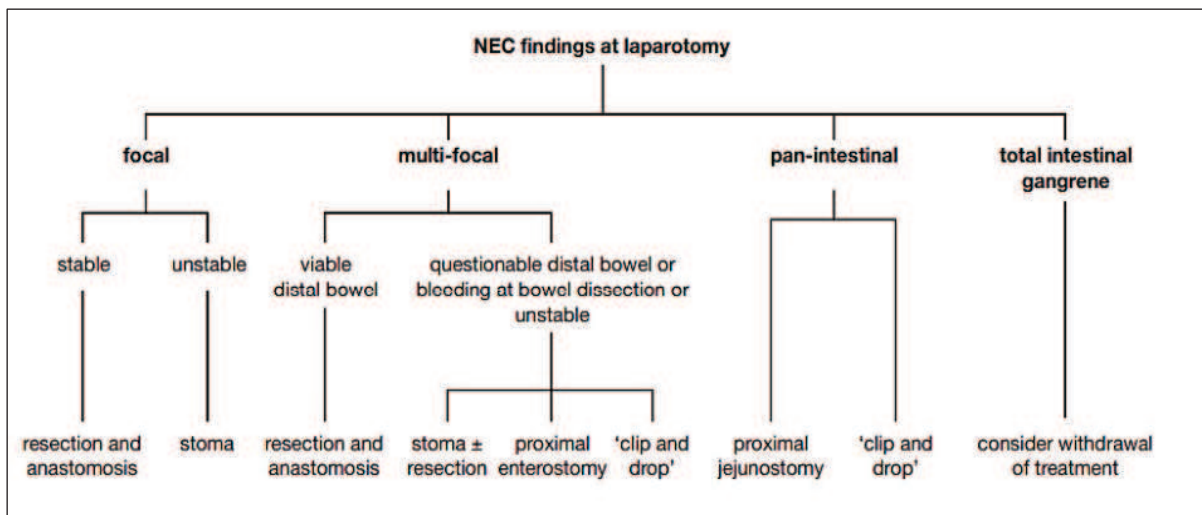 NEC findings at laparotomy
focal
multi-focal
pan-intestinal
total intestinal
gangrene
stable
unstable
viable
distal bowel
questionable distal bowel or
bleeding at bowel dissection or
unstable
resection and
anastomosis
stoma
resection and
anastomosis
stoma ±
resection
proximal
enterostomy
‘clip and
drop’
proximal
jejunostomy
‘clip and
drop’
consider withdrawal
of treatment